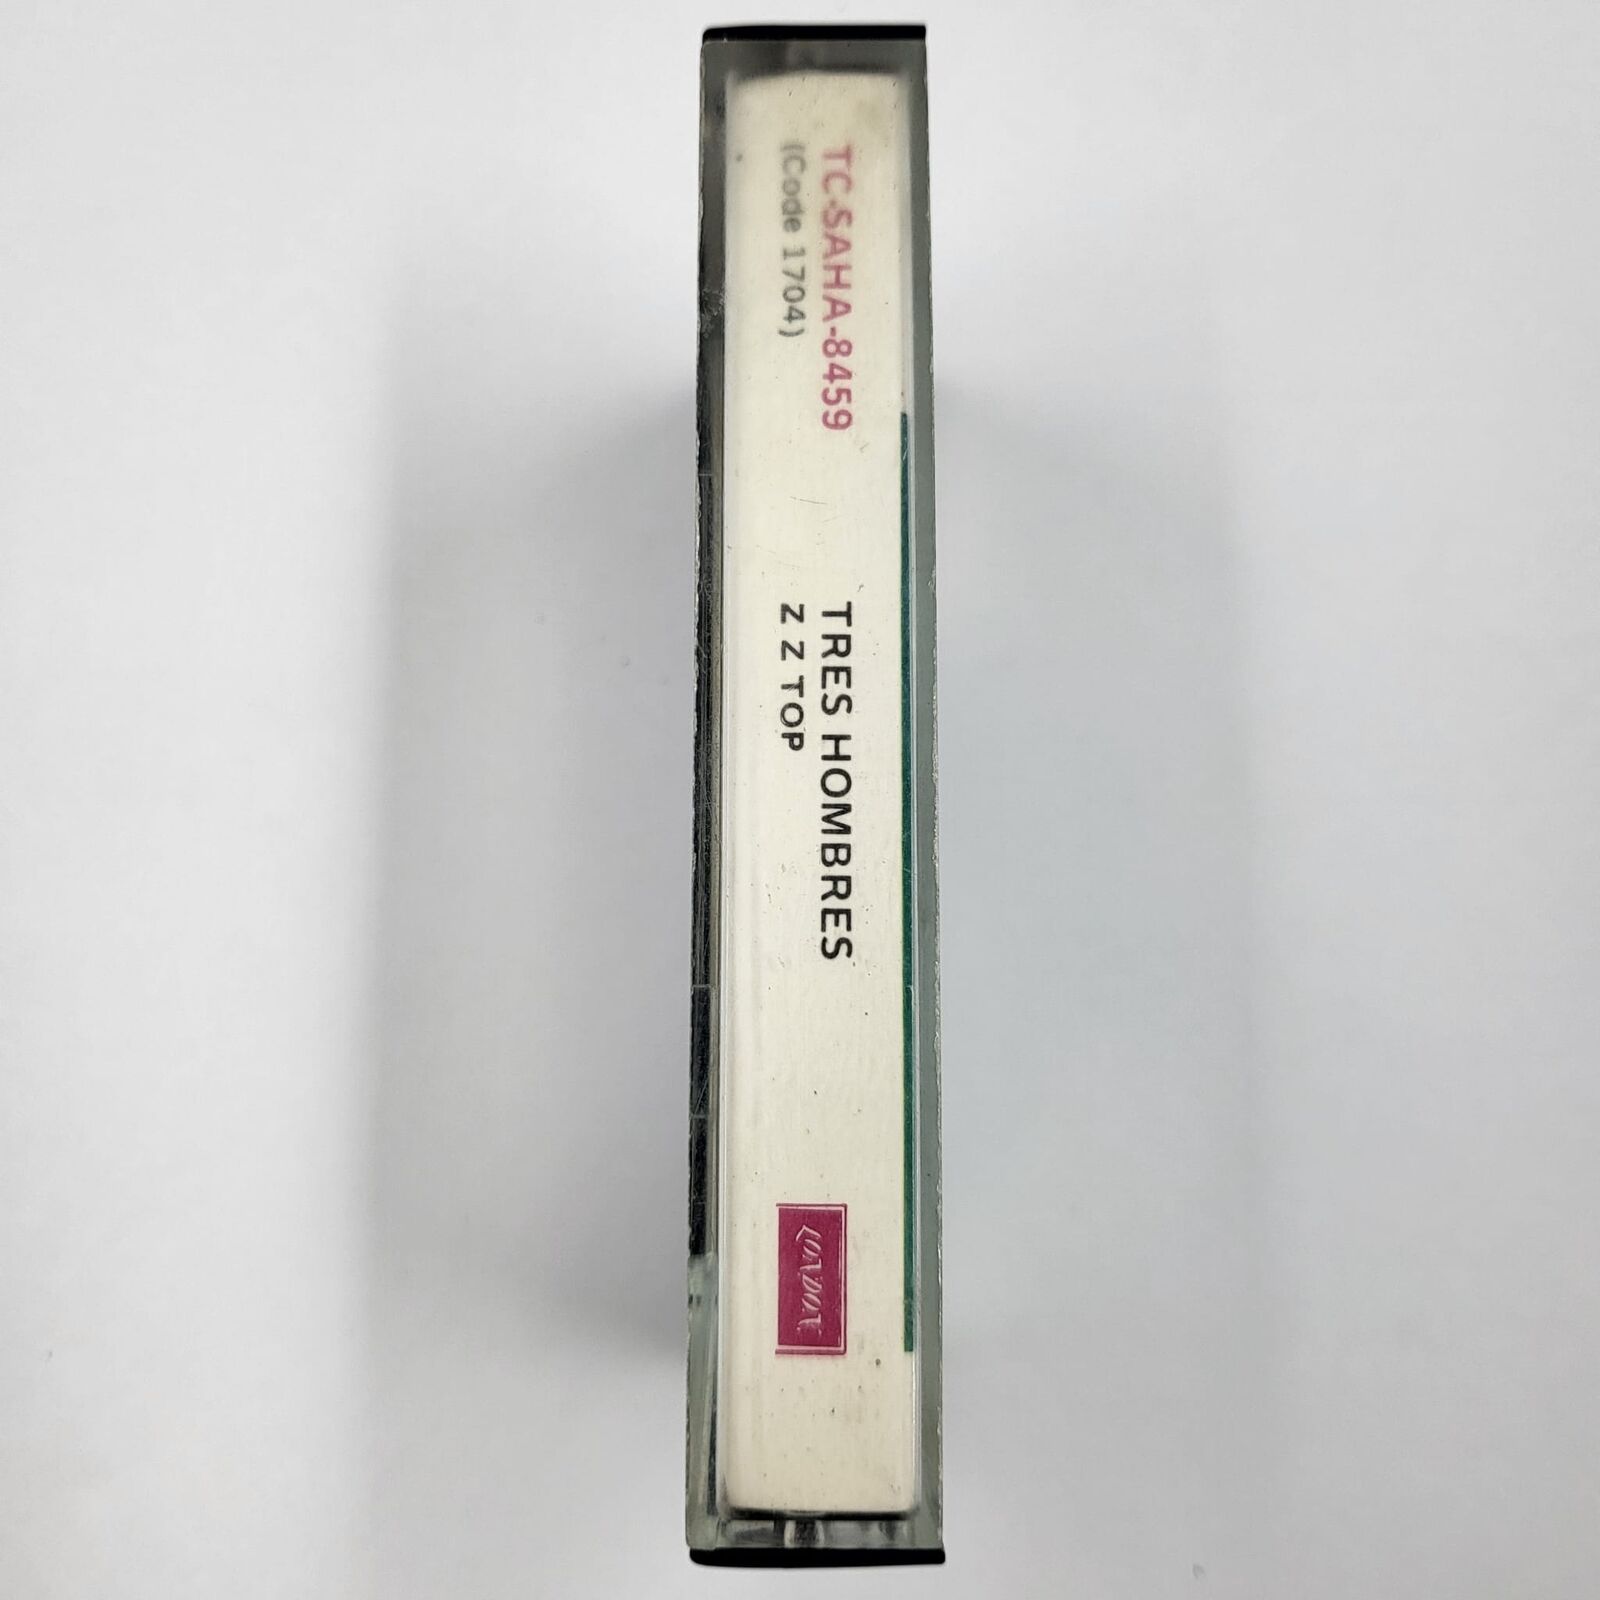 TC-SAHA-8459
(Code 1704)
TRES HOMBRES
Z Z TOP
LONDON